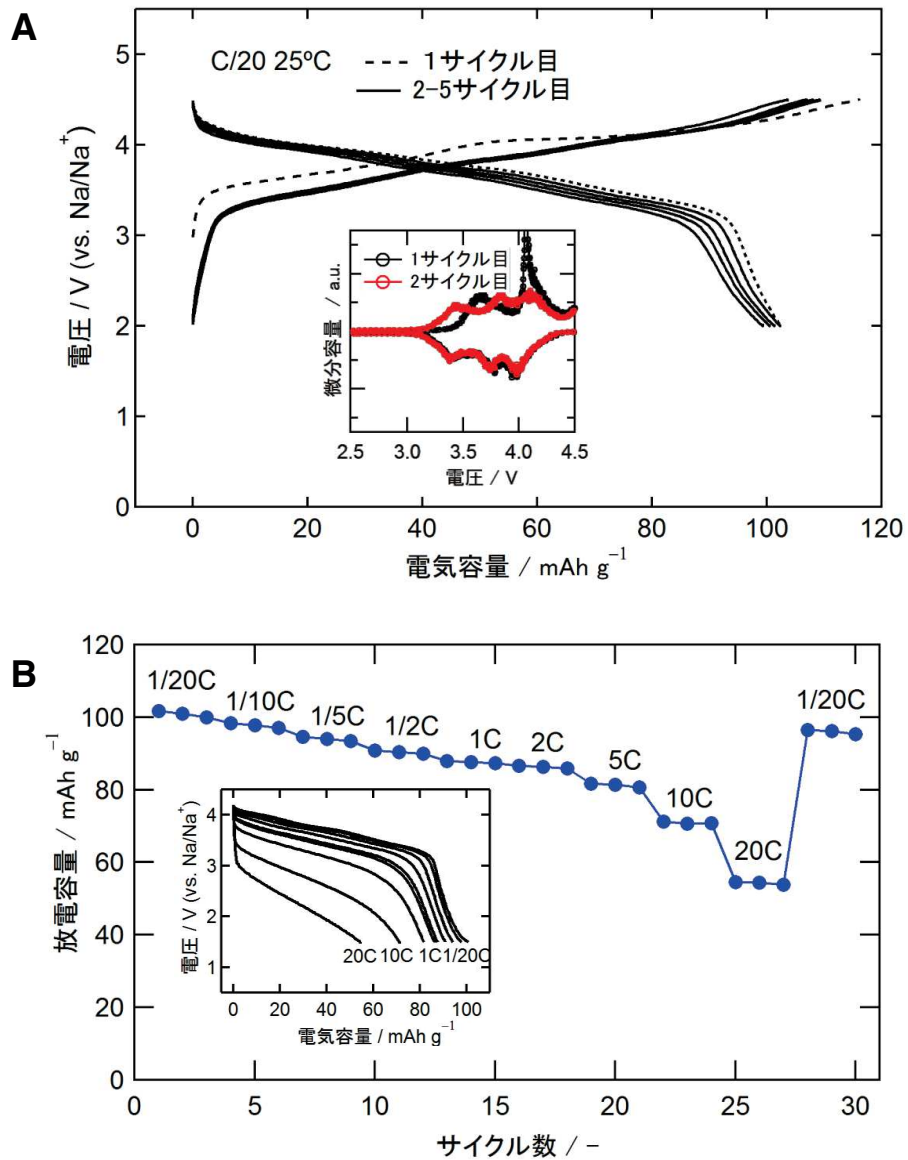 A
C/20 25ºC
1サイクル目
2-5サイクル目
電圧 / V (vs. Na/Na⁺)
5
4
3
2
1
0
0 20 40 60 80 100 120
電気容量 / mAh g⁻¹
1サイクル目
2サイクル目
微分容量 / a.u.
2.5 3.0 3.5 4.0 4.5
電圧 / V
B
放電容量 / mAh g⁻¹
120
100
80
60
40
20
0
1/20C
1/10C
1/5C
1/2C
1C
2C
5C
10C
20C
1/20C
電圧 / V (vs. Na/Na⁺)
4
3
2
1
20C 10C 1C 1/20C
0 20 40 60 80 100
電気容量 / mAh g⁻¹
0 5 10 15 20 25 30
サイクル数 / −